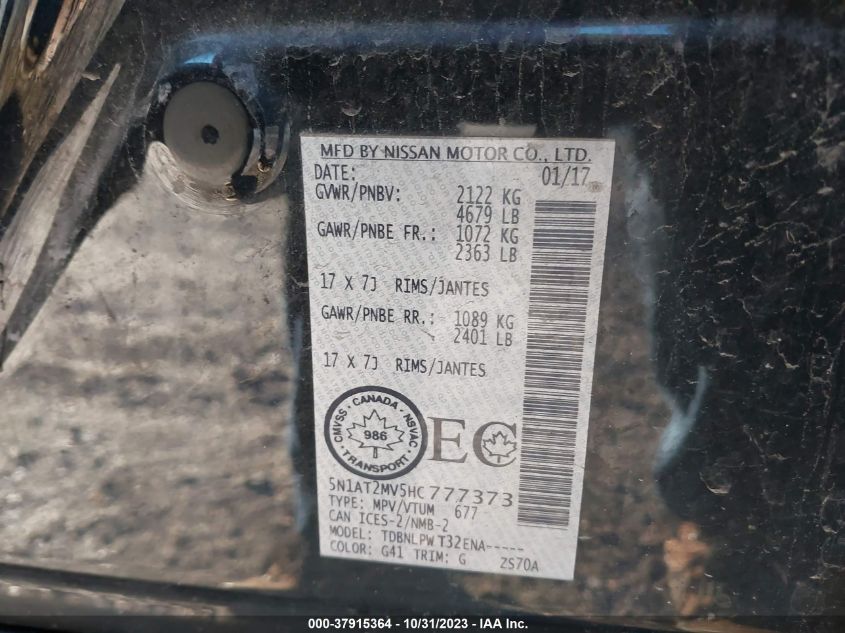 MFD BY NISSAN MOTOR CO., LTD.
DATE: 01/17
GVWR/PNBV: 2122 KG
4679 LB
GAWR/PNBE FR.: 1072 KG
2363 LB
17 X 7J RIMS/JANTES
GAWR/PNBE RR.: 1089 KG
2401 LB
17 X 7J RIMS/JANTES
CANADA
CMVSS NSVAC
986
TRANSPORT
EC
5N1AT2MV5HC777373
TYPE: MPV/VTUM 677
CAN ICES-2/NMB-2
MODEL: TDBNLPW T32ENA-----
COLOR: G41 TRIM: G ZS70A
000-37915364 - 10/31/2023 - IAA Inc.